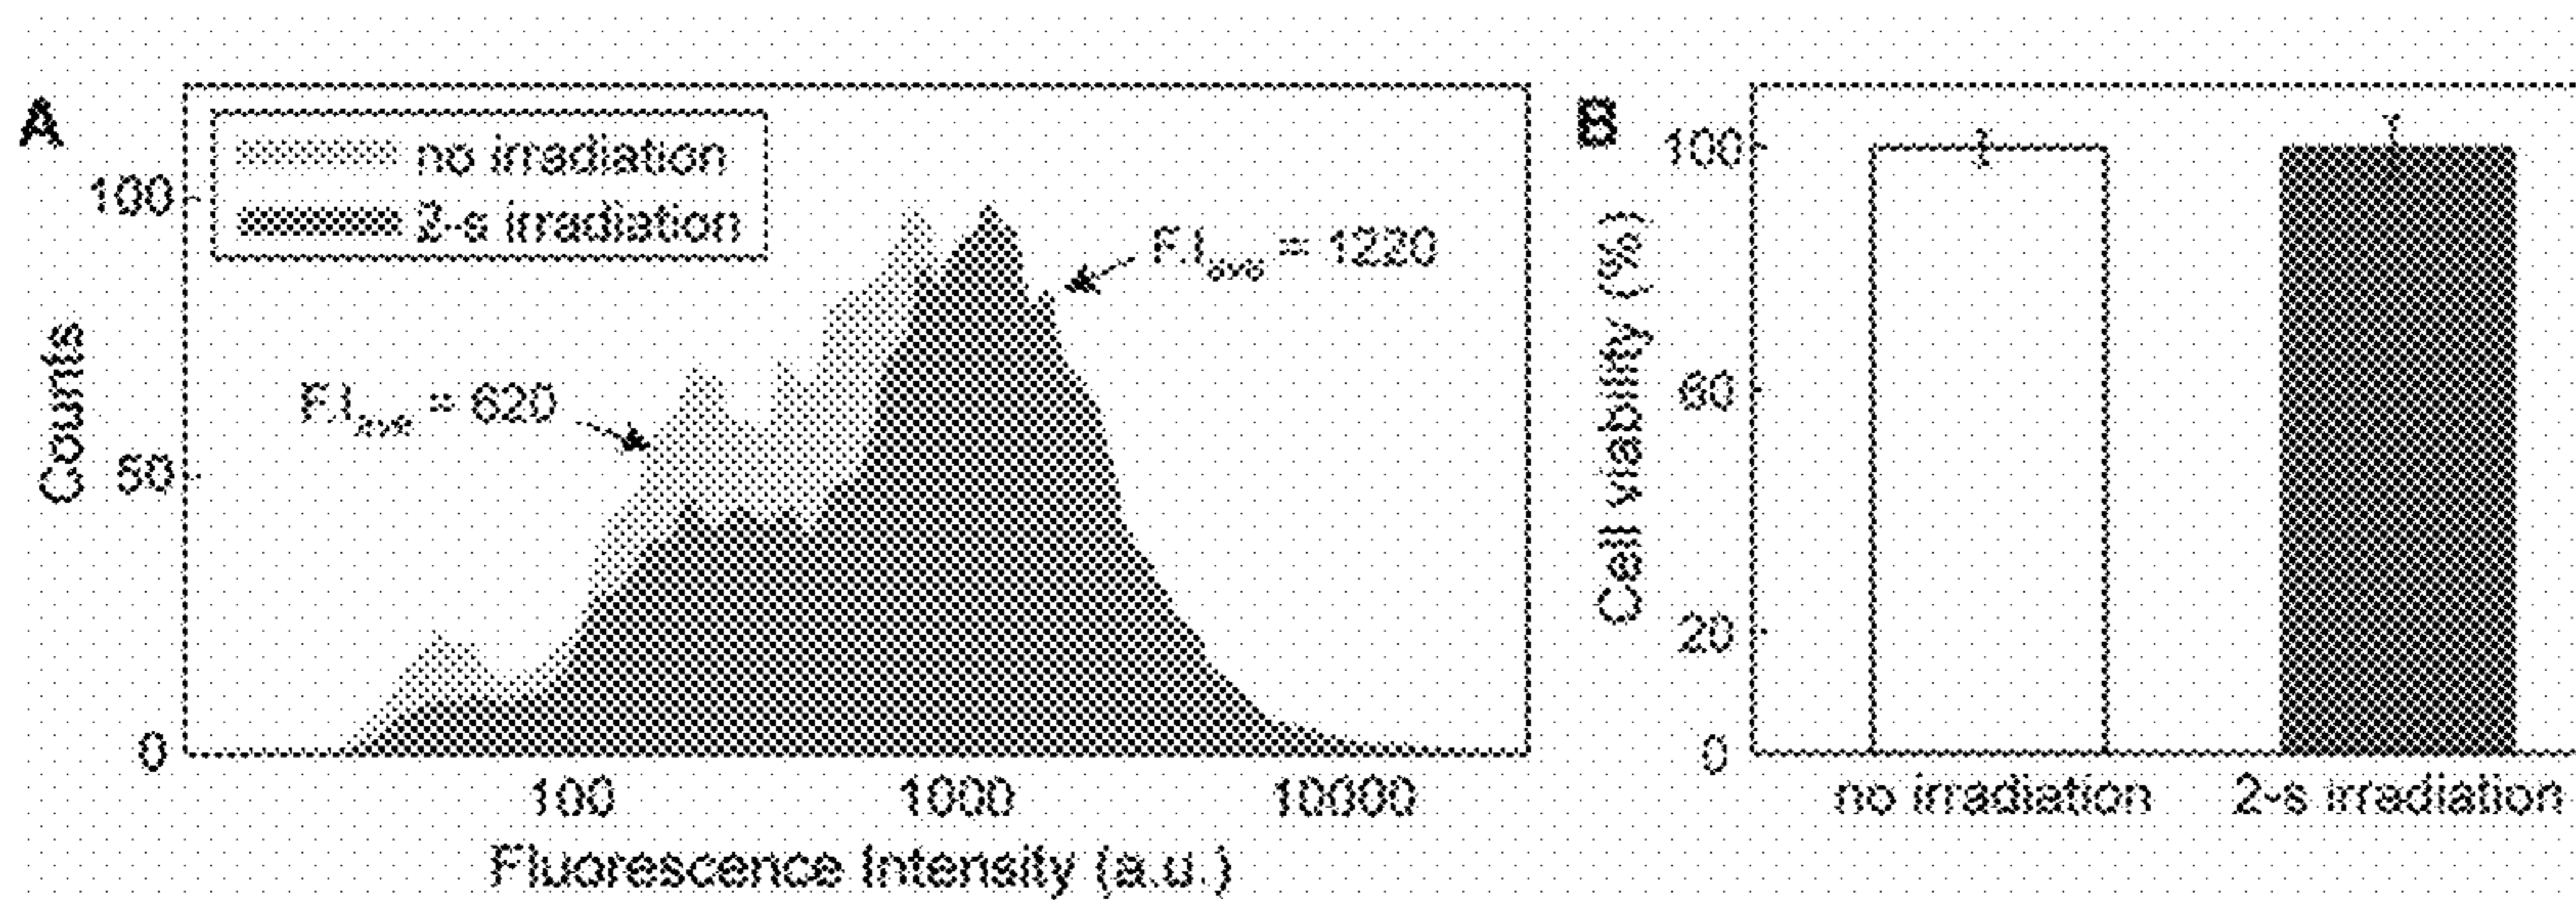 A
no irradiation
2-s irradiation
100
50
0
Counts
F.I.ave = 620
F.I.ave = 1220
100
1000
10000
Fluorescence Intensity (a.u.)
B
100
60
20
0
Cell viability (%)
no irradiation
2-s irradiation